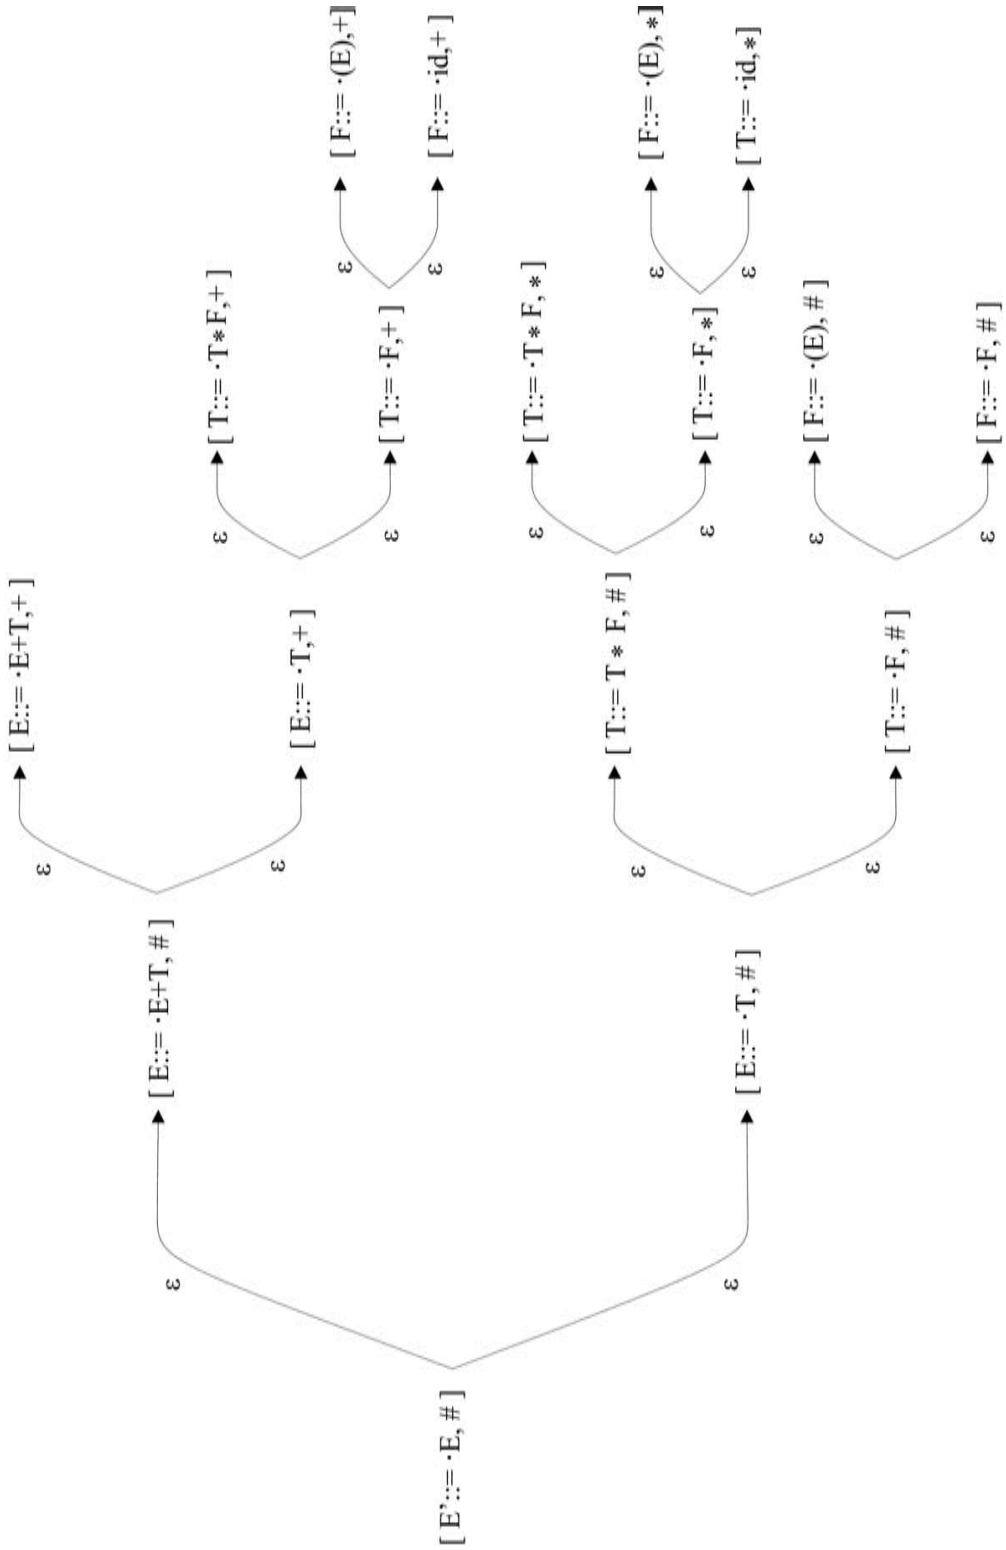 [ E'::= ·E, # ]
ε
ε
[ E::= ·E+T, # ]
[ E::= ·T, # ]
ε
ε
ε
ε
[ E::= ·E+T,+ ]
[ E::= ·T,+ ]
[ T::= T * F, # ]
[ T::= ·F, # ]
ε
ε
ε
ε
ε
ε
[ T::= ·T* F,+ ]
[ T::= ·F,+ ]
[ T::= ·T* F, * ]
[ T::= ·F, *]
[ F::= ·(E), # ]
[ F::= ·F, # ]
ε
ε
ε
ε
[ F::= ·(E),+]
[ F::= ·id,+ ]
[ F::= ·(E), *]
[ T::= ·id,*]